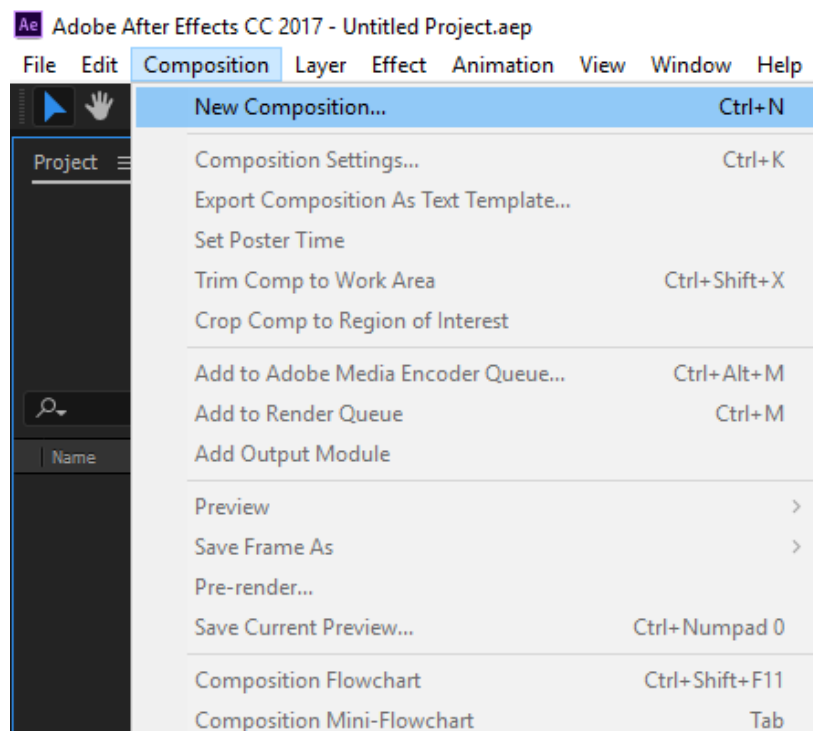 Ae Adobe After Effects CC 2017 - Untitled Project.aep
File Edit Composition Layer Effect Animation View Window Help
New Composition... Ctrl+N
Project
Composition Settings... Ctrl+K
Export Composition As Text Template...
Set Poster Time
Trim Comp to Work Area Ctrl+Shift+X
Crop Comp to Region of Interest
Add to Adobe Media Encoder Queue... Ctrl+Alt+M
Add to Render Queue Ctrl+M
Name
Add Output Module
Preview
Save Frame As
Pre-render...
Save Current Preview... Ctrl+Numpad 0
Composition Flowchart Ctrl+Shift+F11
Composition Mini-Flowchart Tab